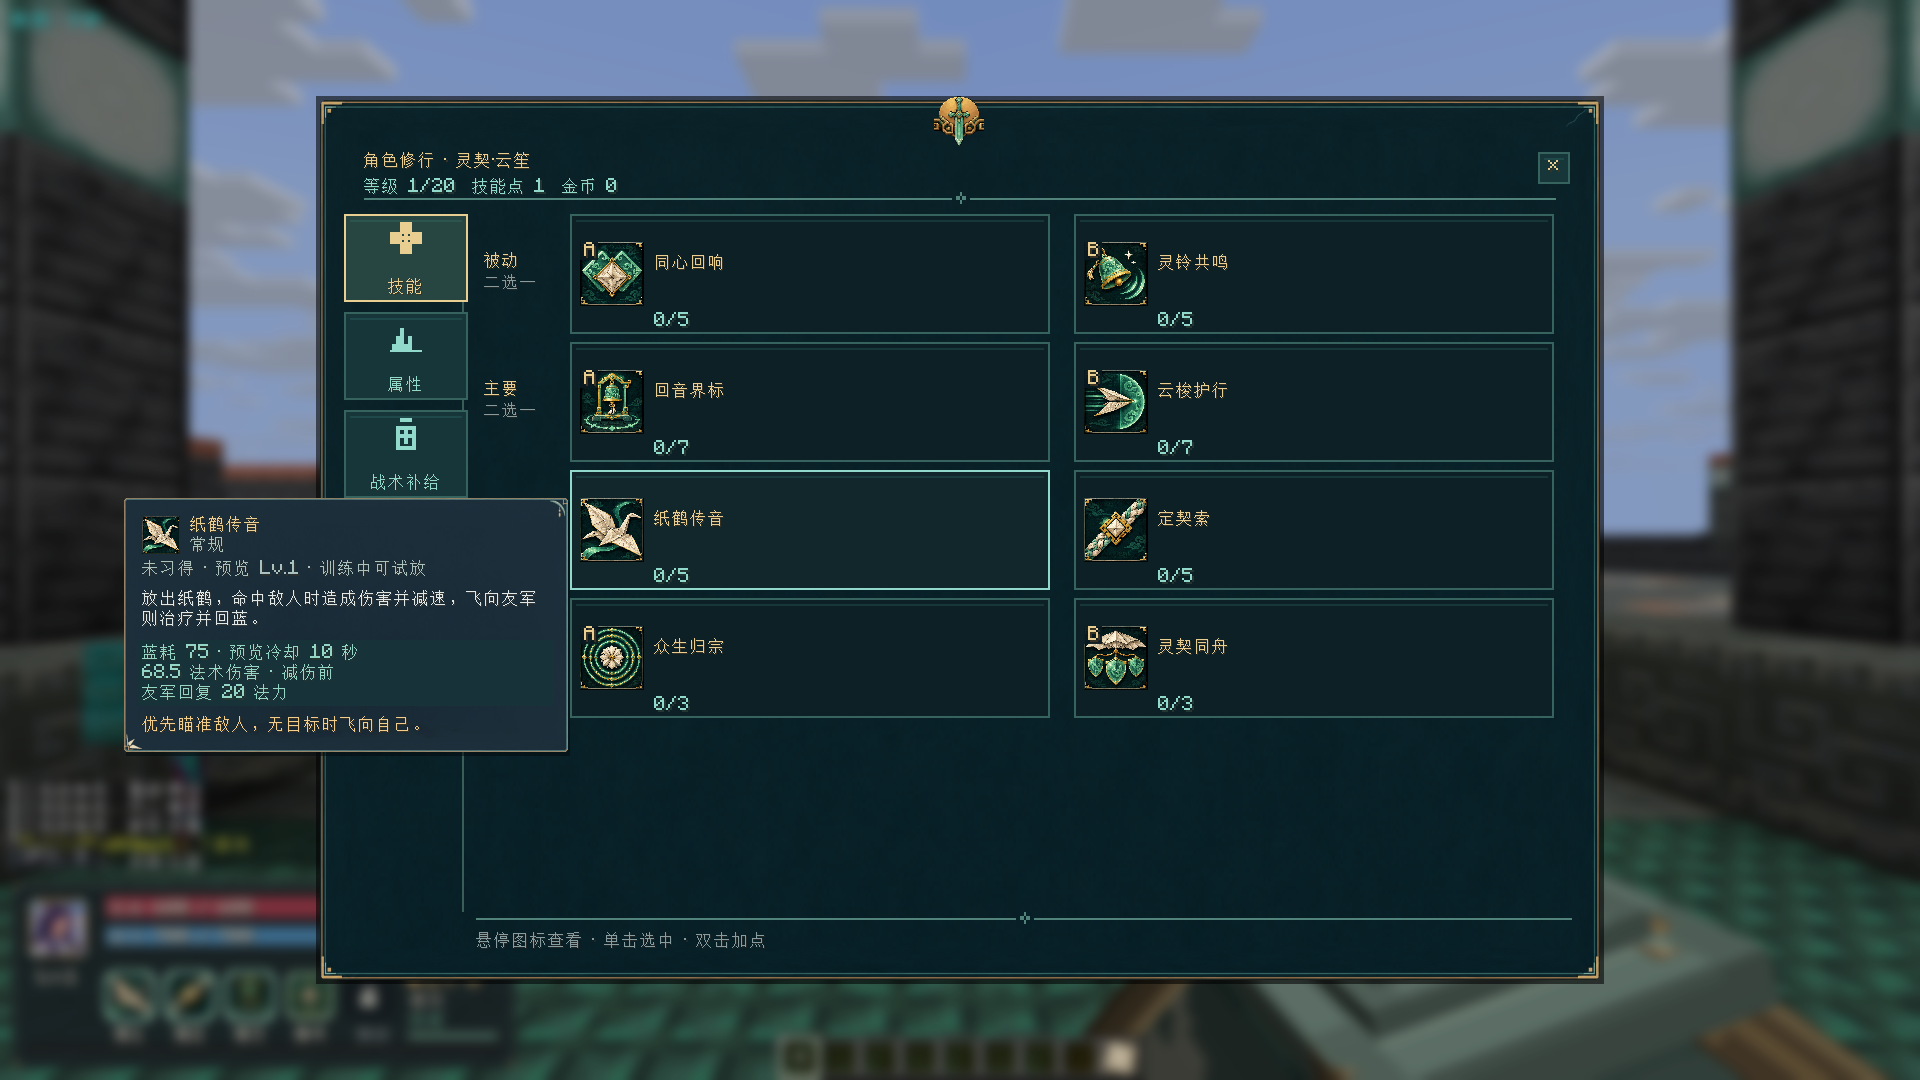 角色修行 · 灵契·云笙
等级 1/20 技能点 1 金币 0
×
技能
属性
战术补给
被动
二选一
A
同心回响
0/5
B
灵铃共鸣
0/5
主要
二选一
A
回音界标
0/7
B
云梭护行
0/7
纸鹤传音
0/5
定契索
0/5
A
众生归宗
0/3
B
灵契同舟
0/3
纸鹤传音
常规
未习得 · 预览 Lv.1 · 训练中可试放
放出纸鹤，命中敌人时造成伤害并减速，飞向友军
则治疗并回蓝。
蓝耗 75 · 预览冷却 10 秒
68.5 法术伤害 · 减伤前
友军回复 20 法力
优先瞄准敌人，无目标时飞向自己。
悬停图标查看 · 单击选中 · 双击加点